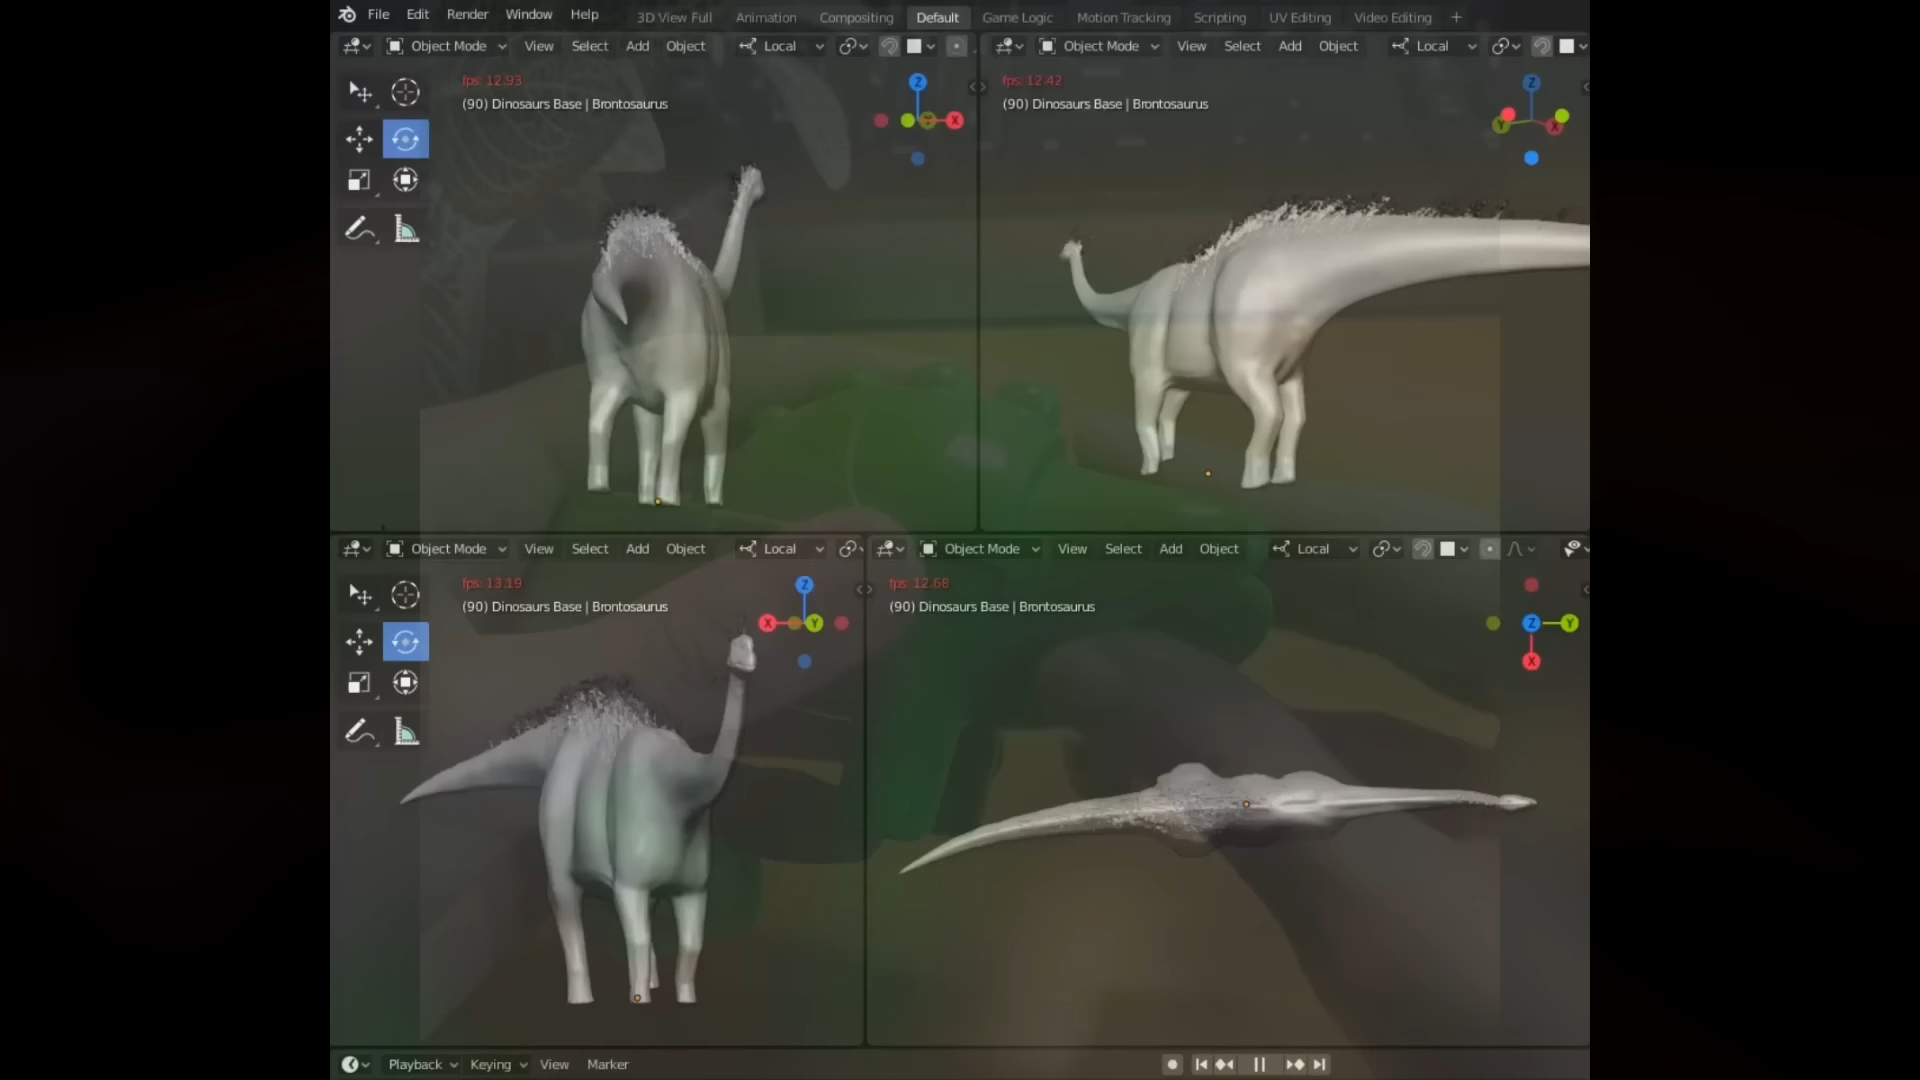 File Edit Render Window Help 3D View Full Animation Compositing Default Game Logic Motion Tracking Scripting UV Editing Video Editing +
Object Mode View Select Add Object Local
Object Mode View Select Add Object Local
fps: 12.93
(90) Dinosaurs Base | Brontosaurus
Z
Y X
fps: 12.42
(90) Dinosaurs Base | Brontosaurus
Z
Y X
Object Mode View Select Add Object Local
Object Mode View Select Add Object Local
fps: 13.19
(90) Dinosaurs Base | Brontosaurus
Z
X Y
fps: 12.68
(90) Dinosaurs Base | Brontosaurus
Z Y
X
Playback Keying View Marker